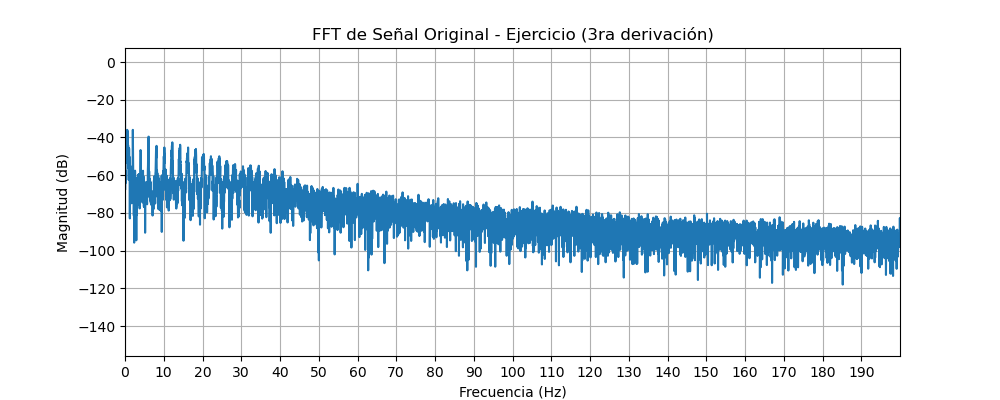 FFT de Señal Original - Ejercicio (3ra derivación)
Magnitud (dB)
0
−20
−40
−60
−80
−100
−120
−140
0 10 20 30 40 50 60 70 80 90 100 110 120 130 140 150 160 170 180 190
Frecuencia (Hz)